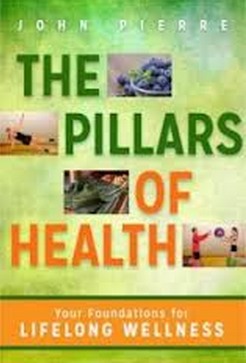 JOHN PIERRE
THE
PILLARS
OF
HEALTH
Your Foundations for
LIFELONG WELLNESS